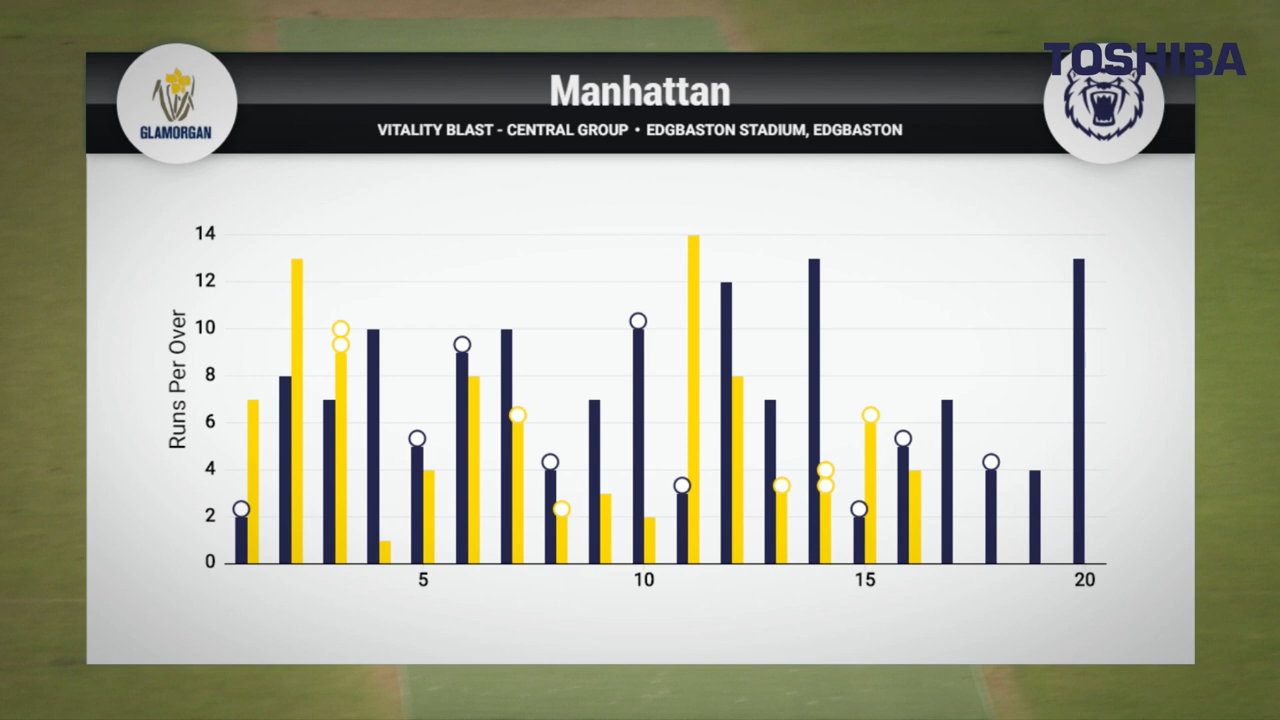 TOSHIBA
Manhattan
GLAMORGAN
VITALITY BLAST - CENTRAL GROUP • EDGBASTON STADIUM, EDGBASTON
Runs Per Over
14
12
10
8
6
4
2
0
5
10
15
20